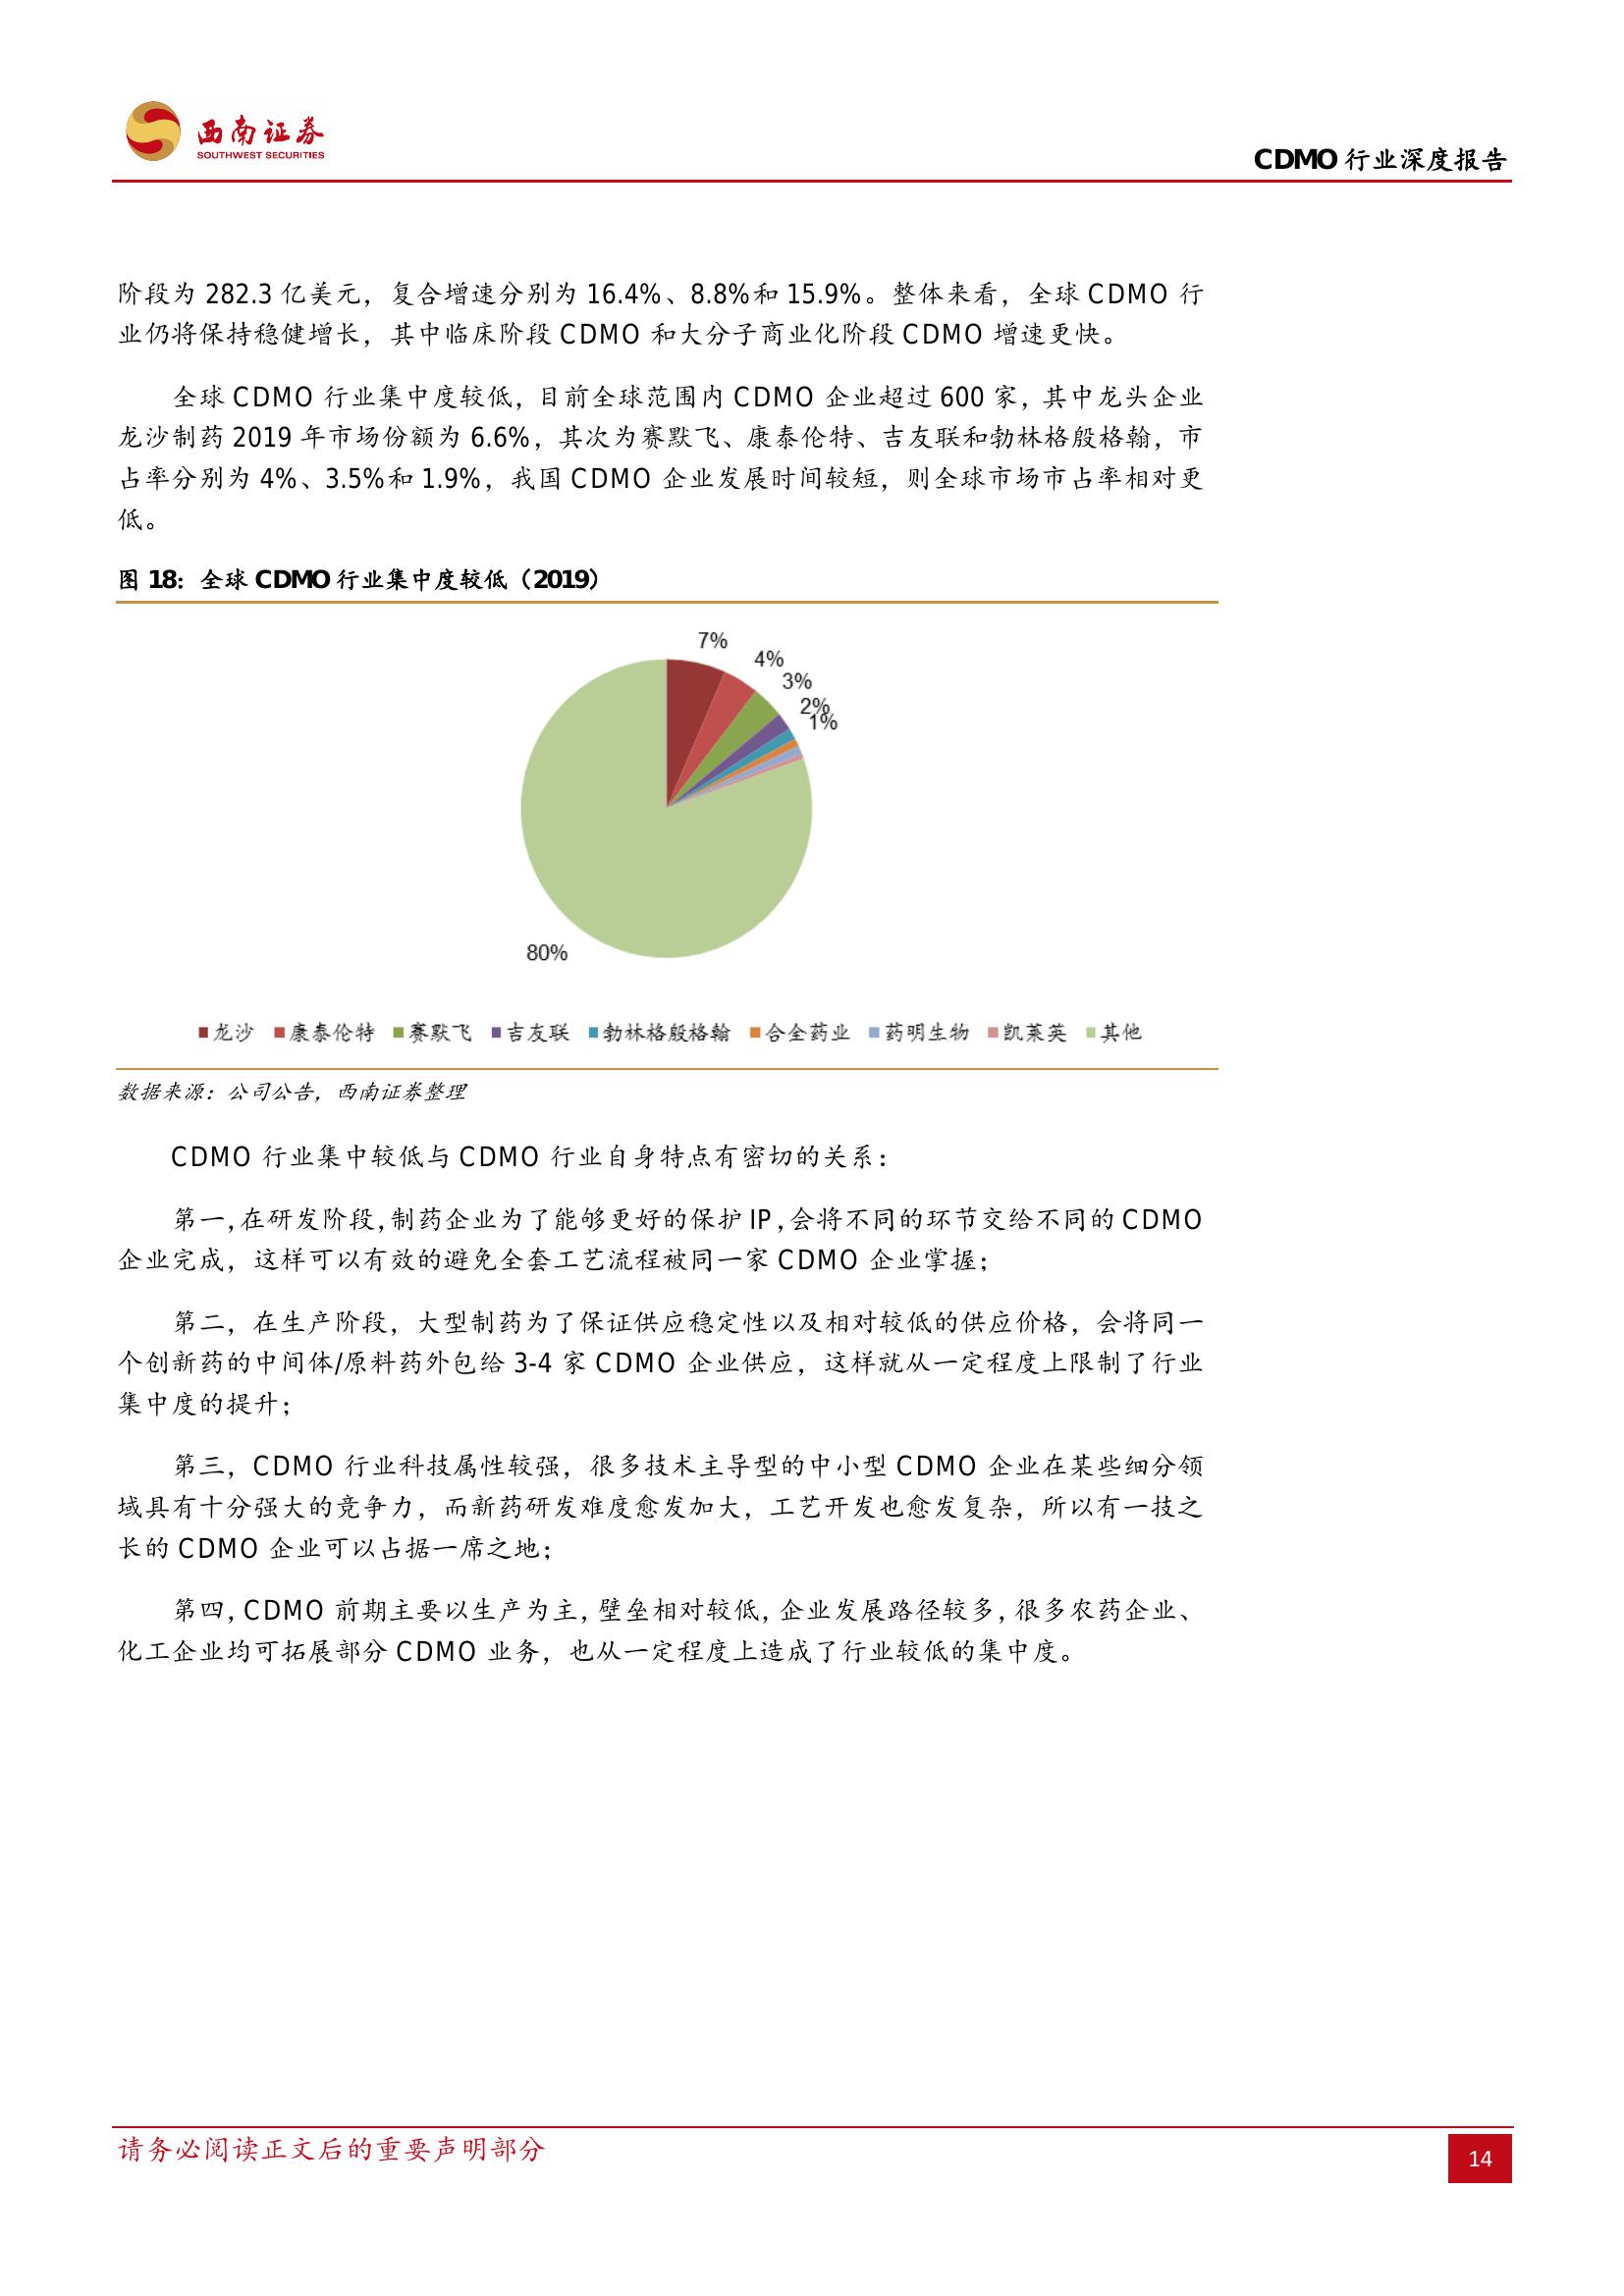 西南证券
SOUTHWEST SECURITIES
CDMO 行业深度报告
阶段为 282.3 亿美元，复合增速分别为 16.4%、8.8%和 15.9%。整体来看，全球 CDMO 行
业仍将保持稳健增长，其中临床阶段 CDMO 和大分子商业化阶段 CDMO 增速更快。
全球 CDMO 行业集中度较低，目前全球范围内 CDMO 企业超过 600 家，其中龙头企业
龙沙制药 2019 年市场份额为 6.6%，其次为赛默飞、康泰伦特、吉友联和勃林格殷格翰，市
占率分别为 4%、3.5%和 1.9%，我国 CDMO 企业发展时间较短，则全球市场市占率相对更
低。
图 18：全球 CDMO 行业集中度较低（2019）
7%
4%
3%
2%
1%
80%
龙沙 康泰伦特 赛默飞 吉友联 勃林格殷格翰 合全药业 药明生物 凯莱英 其他
数据来源：公司公告，西南证券整理
CDMO 行业集中较低与 CDMO 行业自身特点有密切的关系：
第一，在研发阶段，制药企业为了能够更好的保护 IP，会将不同的环节交给不同的 CDMO
企业完成，这样可以有效的避免全套工艺流程被同一家 CDMO 企业掌握；
第二，在生产阶段，大型制药为了保证供应稳定性以及相对较低的供应价格，会将同一
个创新药的中间体/原料药外包给 3-4 家 CDMO 企业供应，这样就从一定程度上限制了行业
集中度的提升；
第三，CDMO 行业科技属性较强，很多技术主导型的中小型 CDMO 企业在某些细分领
域具有十分强大的竞争力，而新药研发难度愈发加大，工艺开发也愈发复杂，所以有一技之
长的 CDMO 企业可以占据一席之地；
第四，CDMO 前期主要以生产为主，壁垒相对较低，企业发展路径较多，很多农药企业、
化工企业均可拓展部分 CDMO 业务，也从一定程度上造成了行业较低的集中度。
请务必阅读正文后的重要声明部分
14